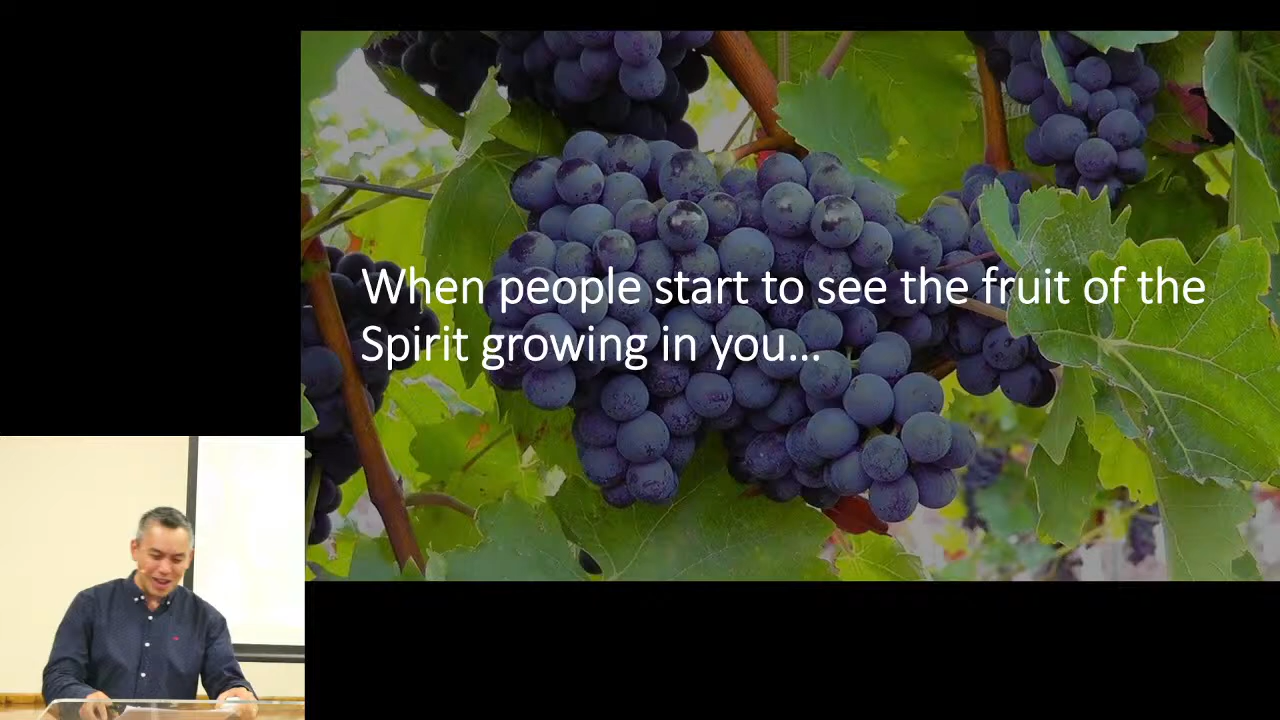 When people start to see the fruit of the
Spirit growing in you...